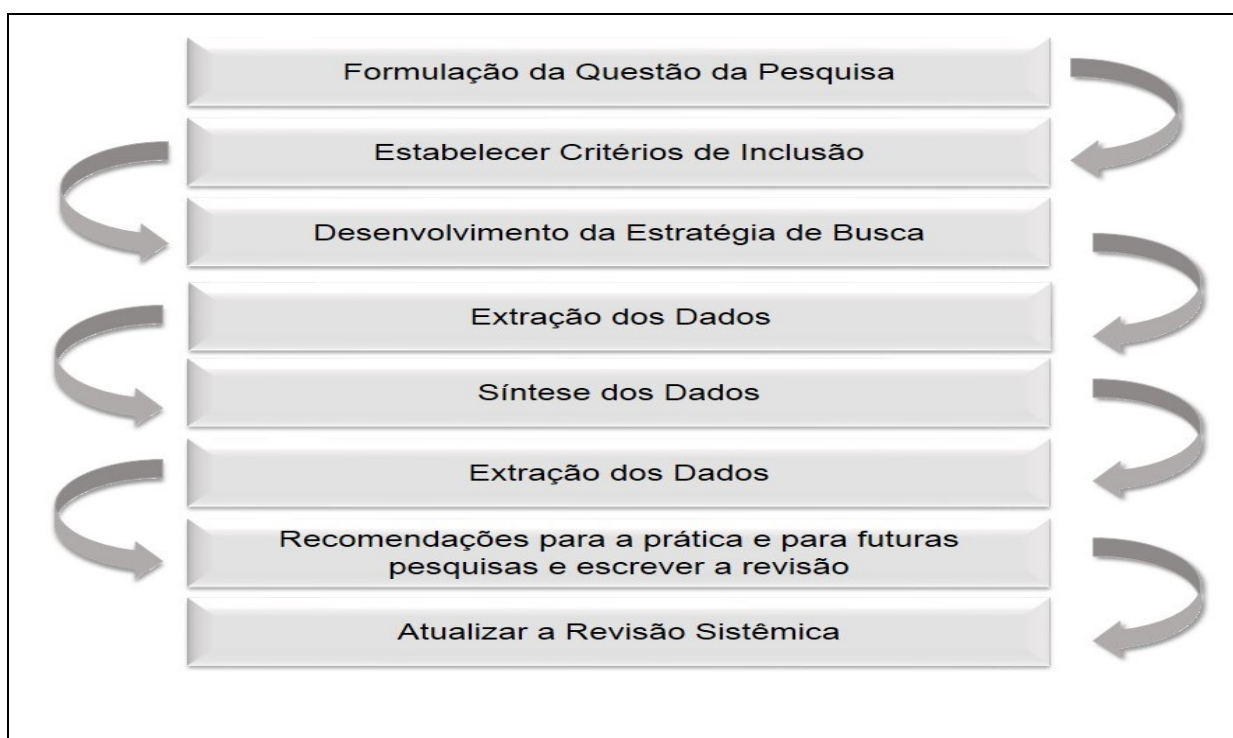 Formulação da Questão da Pesquisa
Estabelecer Critérios de Inclusão
Desenvolvimento da Estratégia de Busca
Extração dos Dados
Síntese dos Dados
Extração dos Dados
Recomendações para a prática e para futuras
pesquisas e escrever a revisão
Atualizar a Revisão Sistêmica